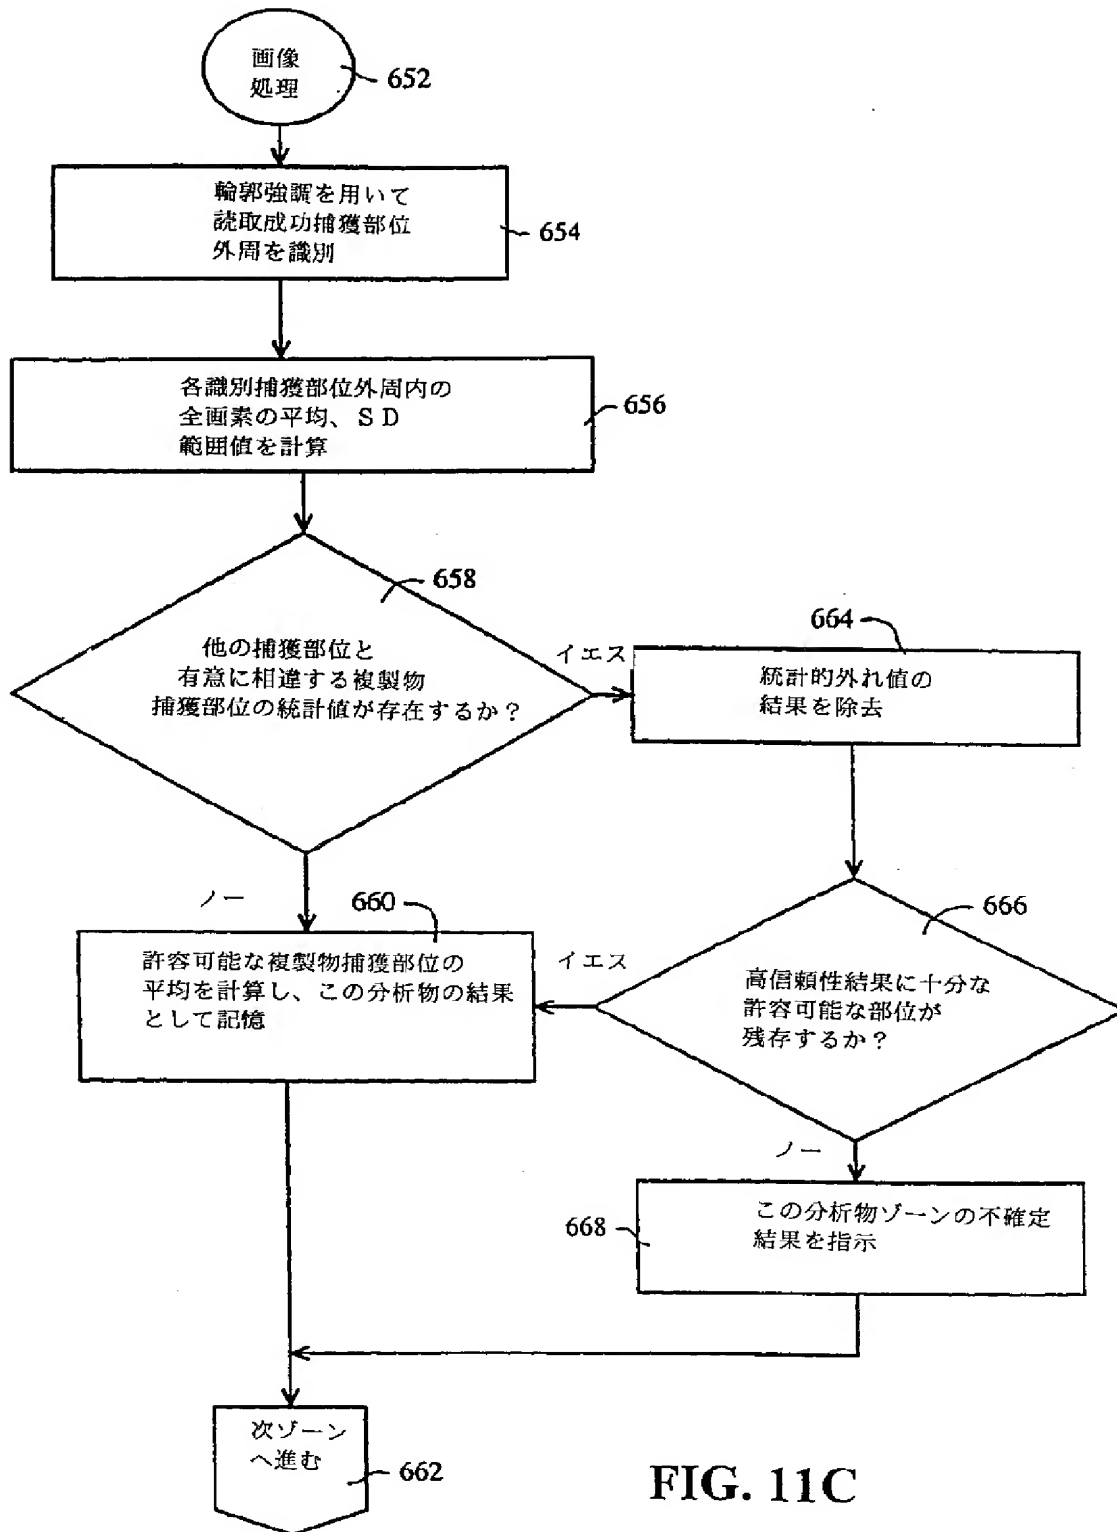 画像
処理
652
輪郭強調を用いて
読取成功捕獲部位
外周を識別
654
各識別捕獲部位外周内の
全画素の平均、SD
範囲値を計算
656
658
他の捕獲部位と
有意に相違する複製物
捕獲部位の統計値が存在するか?
イエス
664
統計的外れ値の
結果を除去
ノー
660
許容可能な複製物捕獲部位の
平均を計算し、この分析物の結果
として記憶
イエス
666
高信頼性結果に十分な
許容可能な部位が
残存するか?
ノー
668
この分析物ゾーンの不確定
結果を指示
次ゾーン
へ進む
662
FIG. 11C